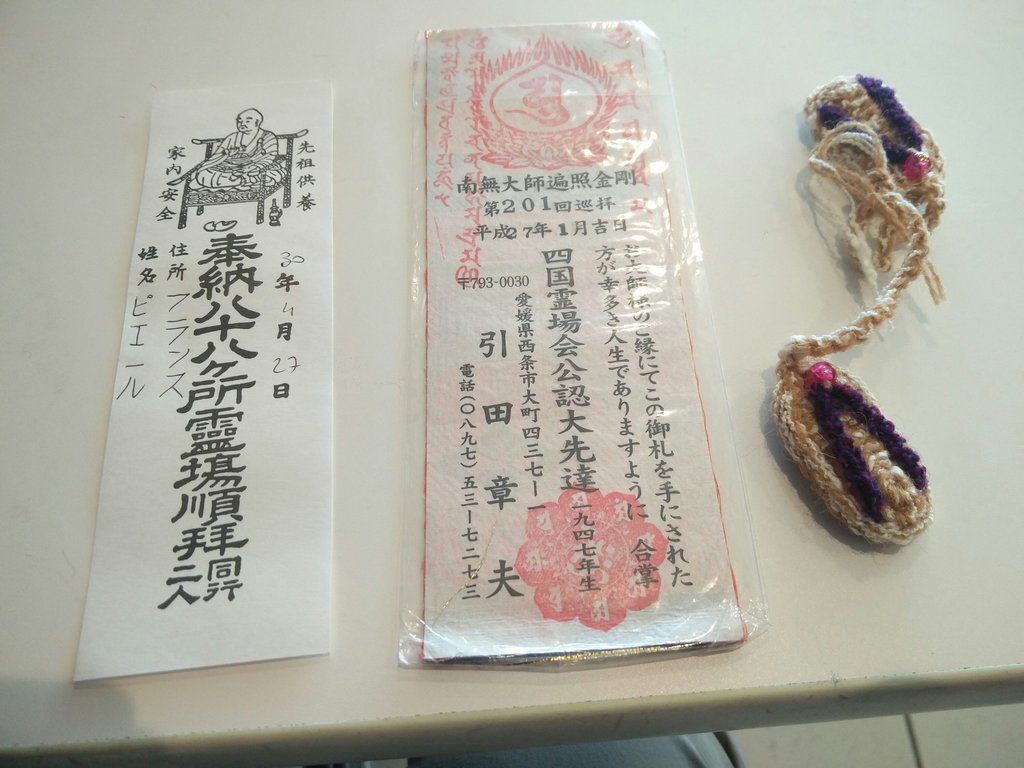 先祖供養
家内安全
30年4月27日
奉納八十八ヶ所霊場順拝同行二人
住所フランス
姓名ピエール
南無大師遍照金剛
第201回巡拝
平成27年1月吉日
お大師様のご縁にてこの御札を手にされた
方が幸多き人生でありますように 合掌
四国霊場会公認大先達 一九四七年生
〒793-0030
愛媛県西条市大町四三七-一
引田章夫
電話(〇八九七)五三-七二七三